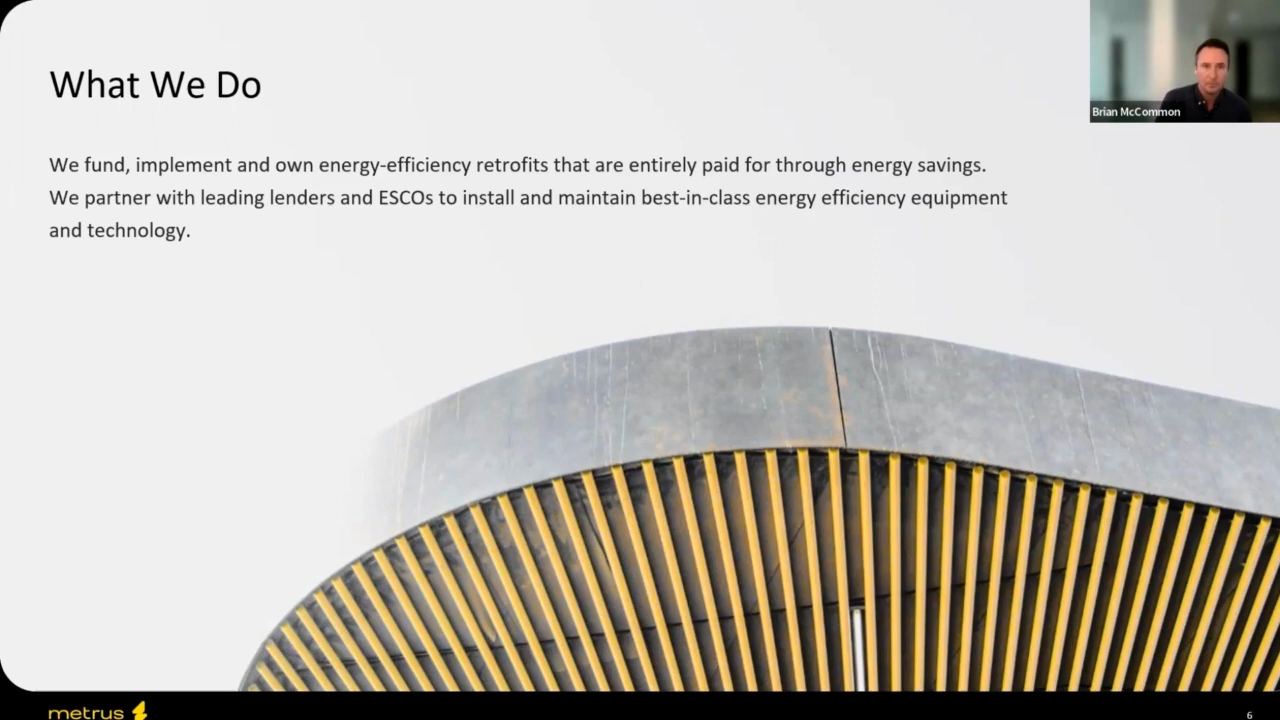 What We Do
Brian McCommon
We fund, implement and own energy-efficiency retrofits that are entirely paid for through energy savings.
We partner with leading lenders and ESCOs to install and maintain best-in-class energy efficiency equipment
and technology.
metrus
6